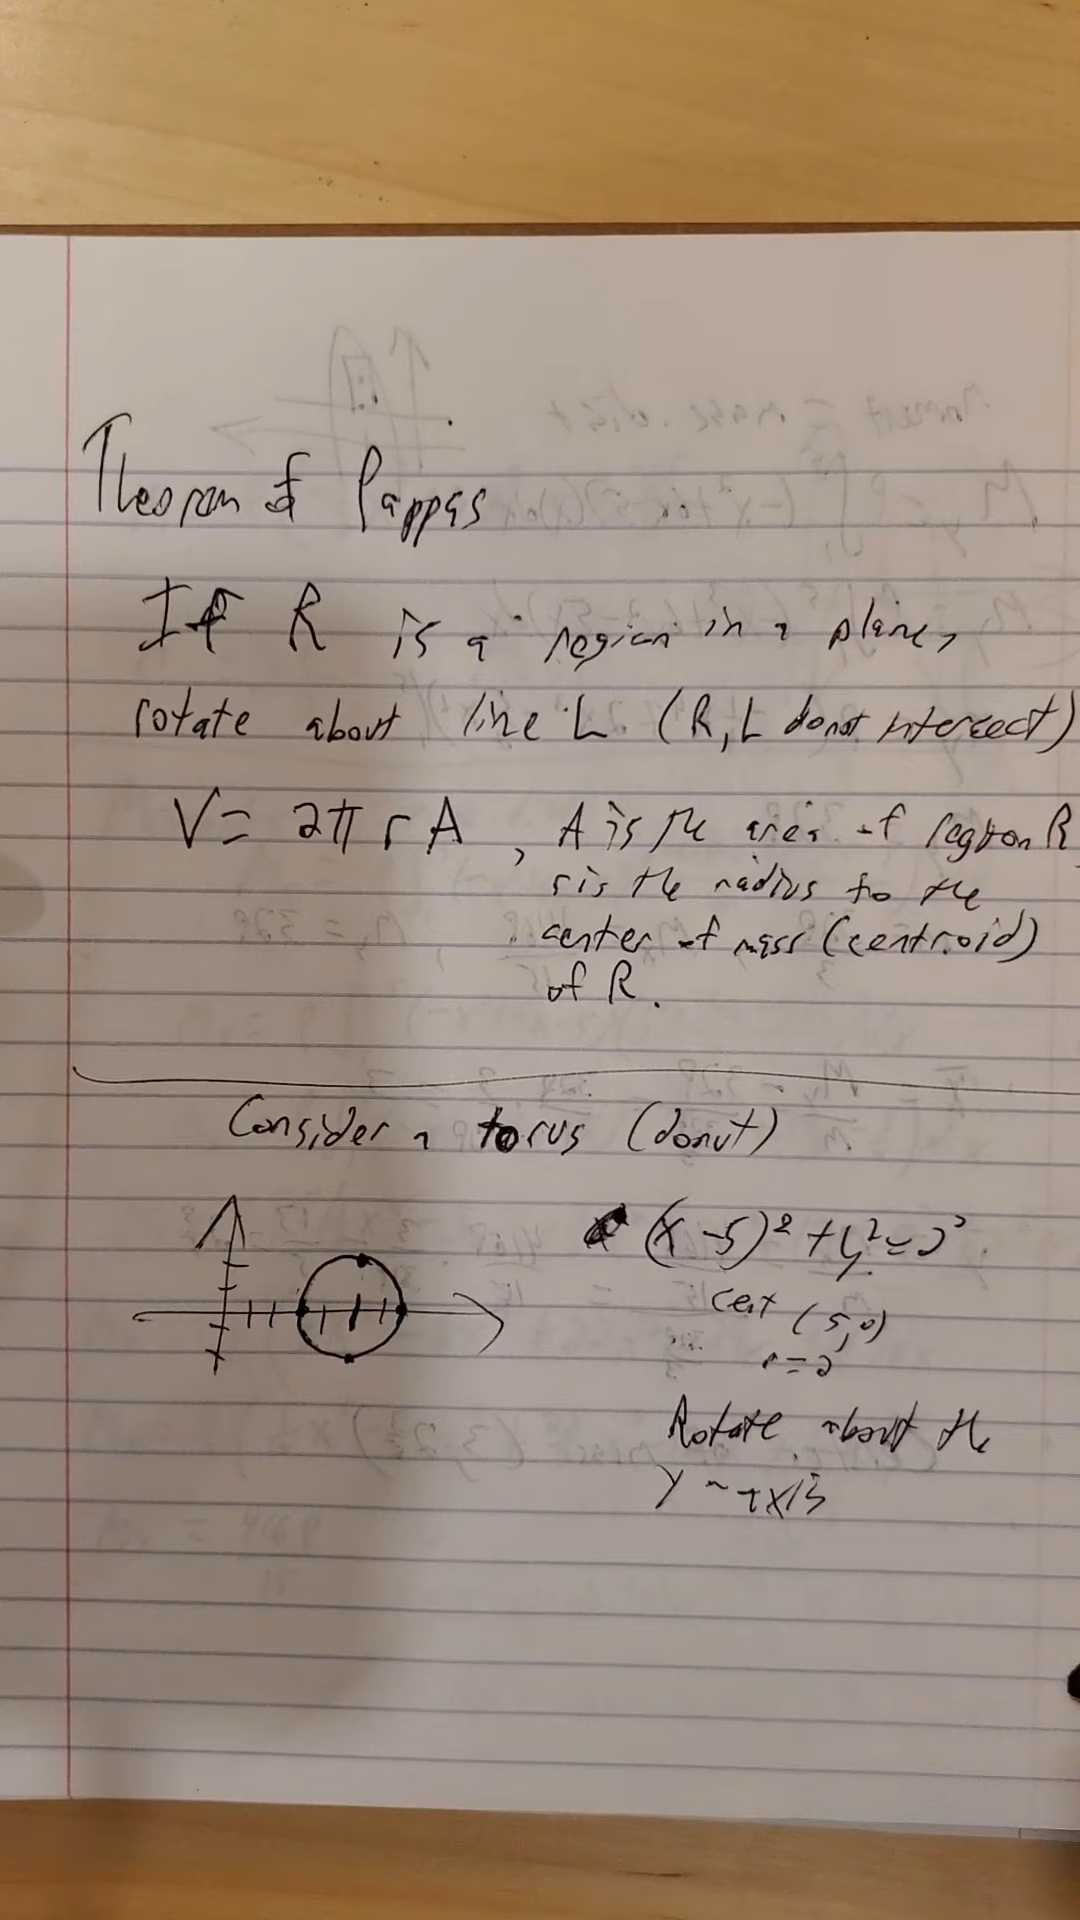 Theorem of Pappas
If R is a region in a plane,
rotate about line L. (R, L do not intersect)
V = 2π r A , A is the area of region R,
r is the radius to the
center of mass (centroid)
of R.
Consider a torus (donut)
(x-5)² + y² = 2²
cent (5,0)
r=2
Rotate about the
y-axis